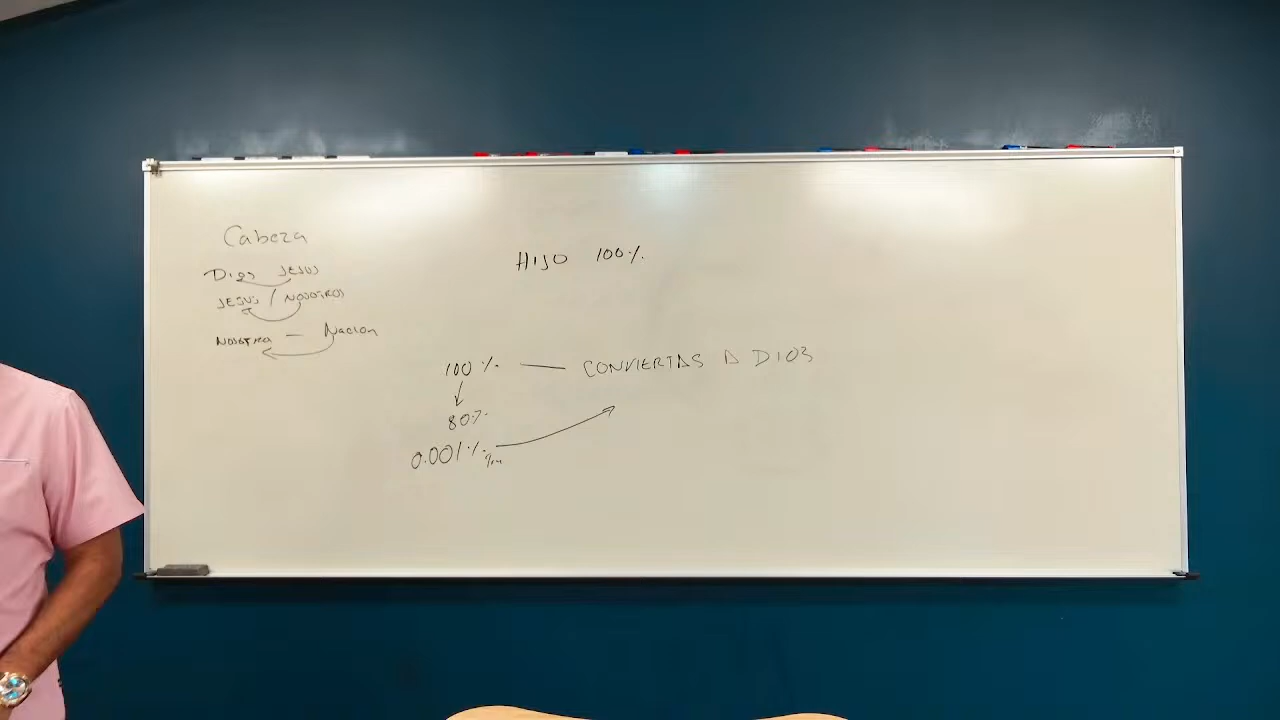 Cabeza
Dios JESUS
JESUS / NOSOTROS
NOSOTROS — Nacion
HIJO 100%
100% — CONVIERTAS A DIOS
80%
0.001%